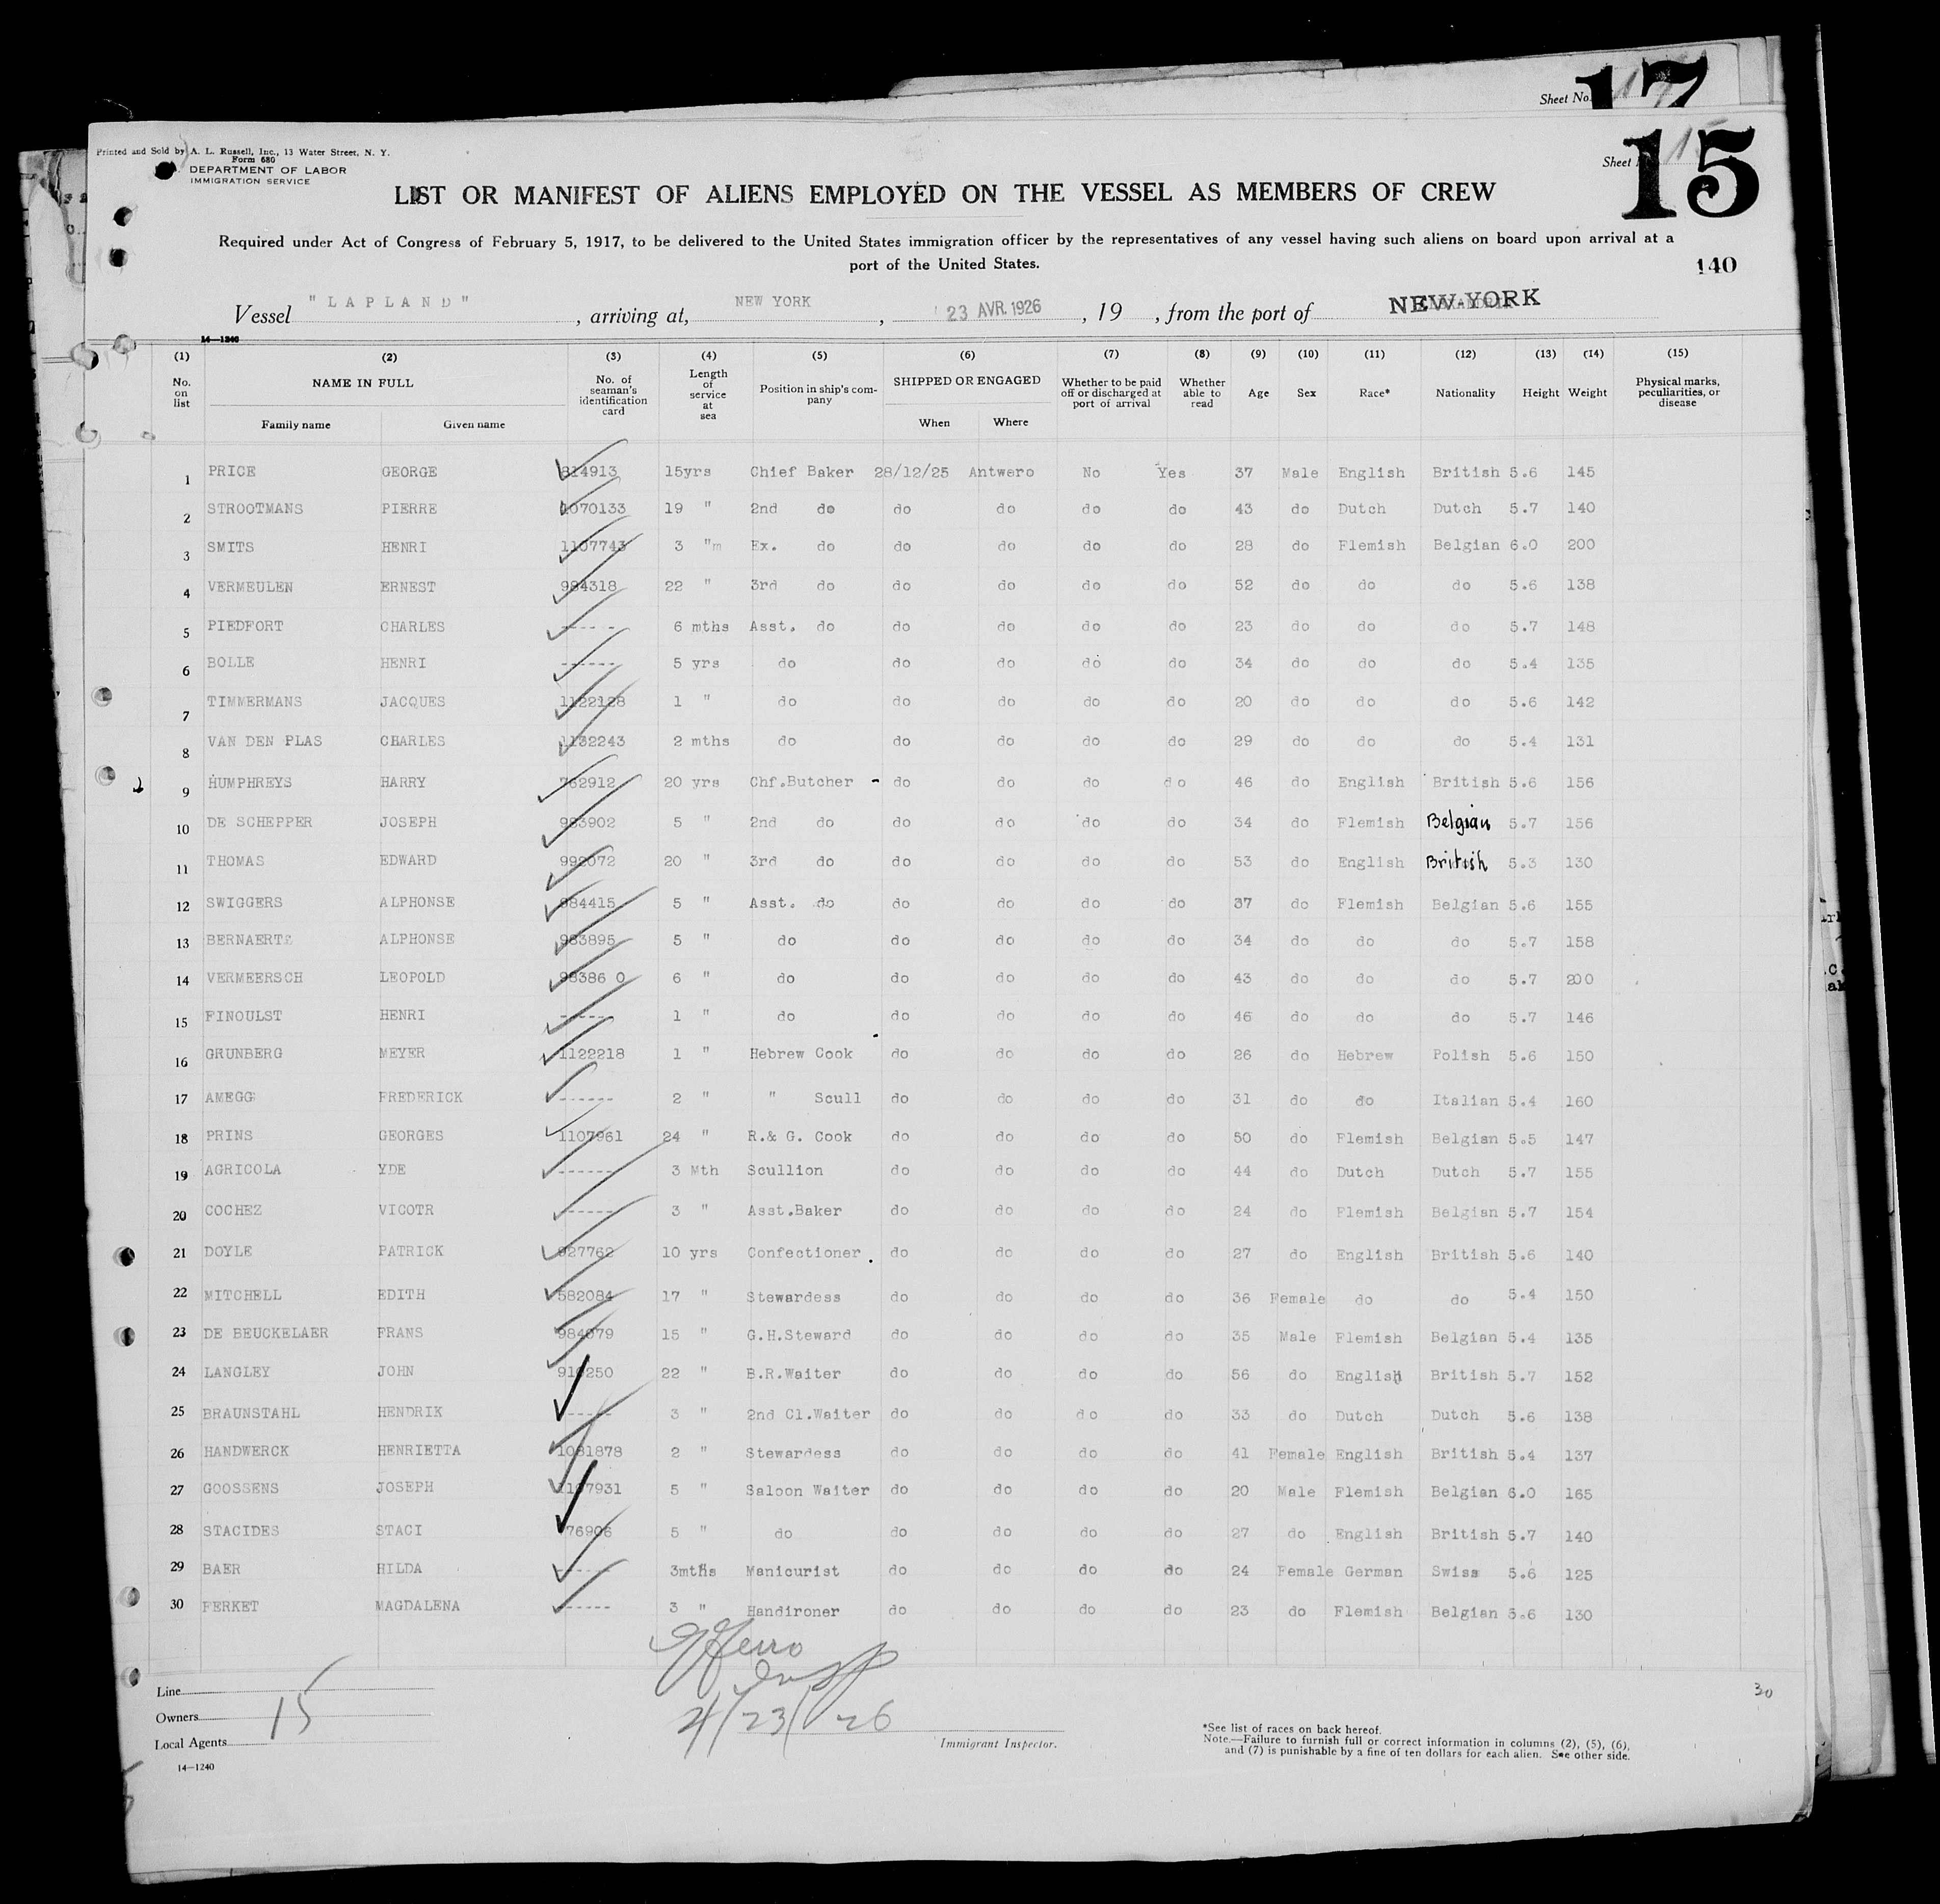 Sheet No. 17
Printed and Sold by A. L. Russell, Inc., 13 Water Street, N. Y.
Form 680
DEPARTMENT OF LABOR
IMMIGRATION SERVICE
Sheet 15
LIST OR MANIFEST OF ALIENS EMPLOYED ON THE VESSEL AS MEMBERS OF CREW
Required under Act of Congress of February 5, 1917, to be delivered to the United States immigration officer by the representatives of any vessel having such aliens on board upon arrival at a
port of the United States.
140
Vessel "LAPLAND", arriving at, NEW YORK, 23 AVR. 1926, 19 , from the port of NEW-YORK
14—1240
(1) (2) (3) (4) (5) (6) (7) (8) (9) (10) (11) (12) (13) (14) (15)
No. on list NAME IN FULL No. of seaman's identification card Length of service at sea Position in ship's company SHIPPED OR ENGAGED Whether to be paid off or discharged at port of arrival Whether able to read Age Sex Race* Nationality Height Weight Physical marks, peculiarities, or disease
Family name Given name When Where
1 PRICE GEORGE 814913 15yrs Chief Baker 28/12/25 Antwero No Yes 37 Male English British 5.6 145
2 STROOTMANS PIERRE 1070133 19 " 2nd do do do do do 43 do Dutch Dutch 5.7 140
3 SMITS HENRI 1107743 3 "m Ex. do do do do do 28 do Flemish Belgian 6.0 200
4 VERMEULEN ERNEST 984318 22 " 3rd do do do do do 52 do do do 5.6 138
5 PIEDFORT CHARLES ----- 6 mths Asst. do do do do do 23 do do do 5.7 148
6 BOLLE HENRI ------ 5 yrs do do do do do 34 do do do 5.4 135
7 TIMMERMANS JACQUES 1122128 1 " do do do do do 20 do do do 5.6 142
8 VAN DEN PLAS CHARLES 1132243 2 mths do do do do do 29 do do do 5.4 131
9 HUMPHREYS HARRY 762912 20 yrs Chf.Butcher - do do do do 46 do English British 5.6 156
10 DE SCHEPPER JOSEPH 983902 5 " 2nd do do do do do 34 do Flemish Belgian 5.7 156
11 THOMAS EDWARD 992072 20 " 3rd do do do do do 53 do English British 5.3 130
12 SWIGGERS ALPHONSE 984415 5 " Asst. do do do do do 37 do Flemish Belgian 5.6 155
13 BERNAERTS ALPHONSE 983895 5 " do do do do do 34 do do do 5.7 158
14 VERMEERSCH LEOPOLD 98386 0 6 " do do do do do 43 do do do 5.7 200
15 FINOULST HENRI ------ 1 " do do do do do 46 do do do 5.7 146
16 GRUNBERG MEYER 1122218 1 " Hebrew Cook do do do do 26 do Hebrew Polish 5.6 150
17 AMEGG FREDERICK ------ 2 " " Scull do do do do 31 do do Italian 5.4 160
18 PRINS GEORGES 1107961 24 " R.& G. Cook do do do do 50 do Flemish Belgian 5.5 147
19 AGRICOLA YDE ------ 3 Mth Scullion do do do do 44 do Dutch Dutch 5.7 155
20 COCHEZ VICOTR ------ 3 " Asst.Baker do do do do 24 do Flemish Belgian 5.7 154
21 DOYLE PATRICK 927762 10 yrs Confectioner. do do do do 27 do English British 5.6 140
22 MITCHELL EDITH 582084 17 " Stewardess do do do do 36 Female do do 5.4 150
23 DE BEUCKELAER FRANS 984079 15 " G.H.Steward do do do do 35 Male Flemish Belgian 5.4 135
24 LANGLEY JOHN 910250 22 " B.R.Waiter do do do do 56 do English British 5.7 152
25 BRAUNSTAHL HENDRIK ----- 3 " 2nd Cl.Waiter do do do do 33 do Dutch Dutch 5.6 138
26 HANDWERCK HENRIETTA 1081878 2 " Stewardess do do do do 41 Female English British 5.4 137
27 GOOSSENS JOSEPH 1107931 5 " Saloon Waiter do do do do 20 Male Flemish Belgian 6.0 165
28 STACIDES STACI 76906 5 " do do do do do 27 do English British 5.7 140
29 BAER HILDA ----- 3mths Manicurist do do do do 24 Female German Swiss 5.6 125
30 FERKET MAGDALENA ------ 3 " Handironer do do do do 23 do Flemish Belgian 5.6 130
Line
Owners 15
Local Agents
14—1240
4/23/26
Immigrant Inspector.
30
*See list of races on back hereof.
Note.—Failure to furnish full or correct information in columns (2), (5), (6),
and (7) is punishable by a fine of ten dollars for each alien. See other side.